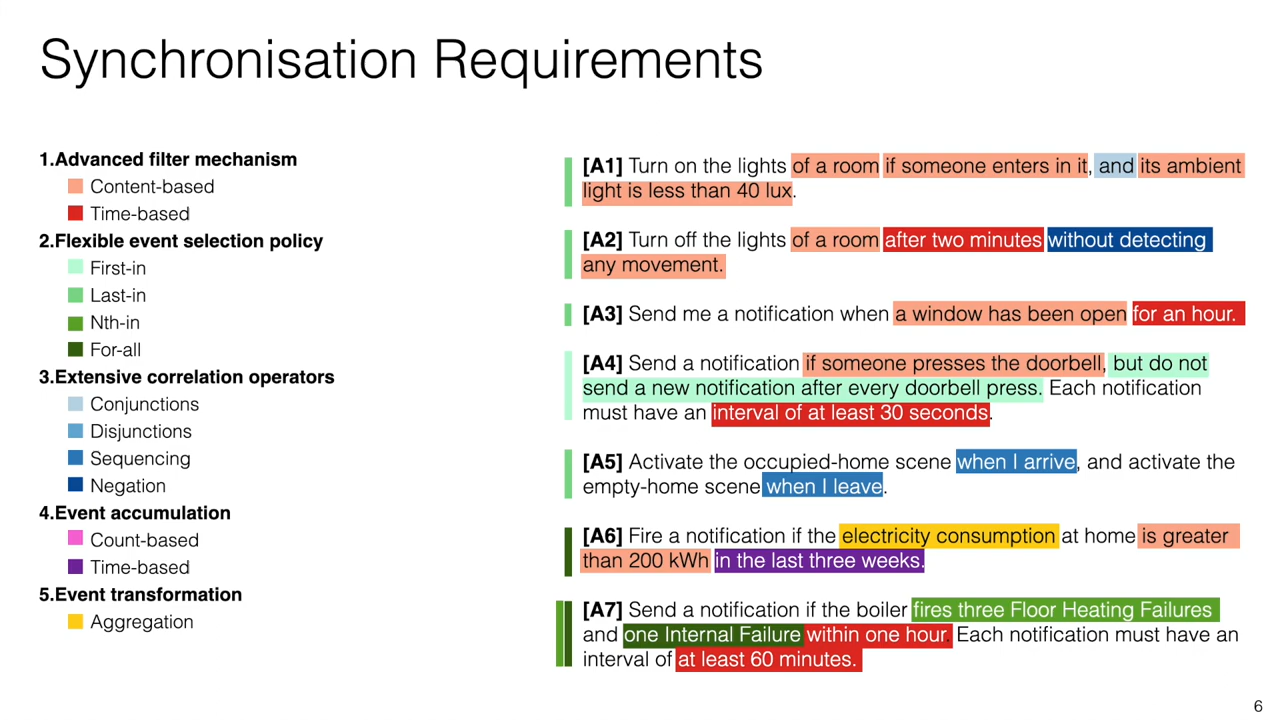 Synchronisation Requirements
1.Advanced filter mechanism
Content-based
Time-based
2.Flexible event selection policy
First-in
Last-in
Nth-in
For-all
3.Extensive correlation operators
Conjunctions
Disjunctions
Sequencing
Negation
4.Event accumulation
Count-based
Time-based
5.Event transformation
Aggregation
[A1] Turn on the lights of a room if someone enters in it, and its ambient
light is less than 40 lux.
[A2] Turn off the lights of a room after two minutes without detecting
any movement.
[A3] Send me a notification when a window has been open for an hour.
[A4] Send a notification if someone presses the doorbell, but do not
send a new notification after every doorbell press. Each notification
must have an interval of at least 30 seconds.
[A5] Activate the occupied-home scene when I arrive, and activate the
empty-home scene when I leave.
[A6] Fire a notification if the electricity consumption at home is greater
than 200 kWh in the last three weeks.
[A7] Send a notification if the boiler fires three Floor Heating Failures
and one Internal Failure within one hour. Each notification must have an
interval of at least 60 minutes.
6